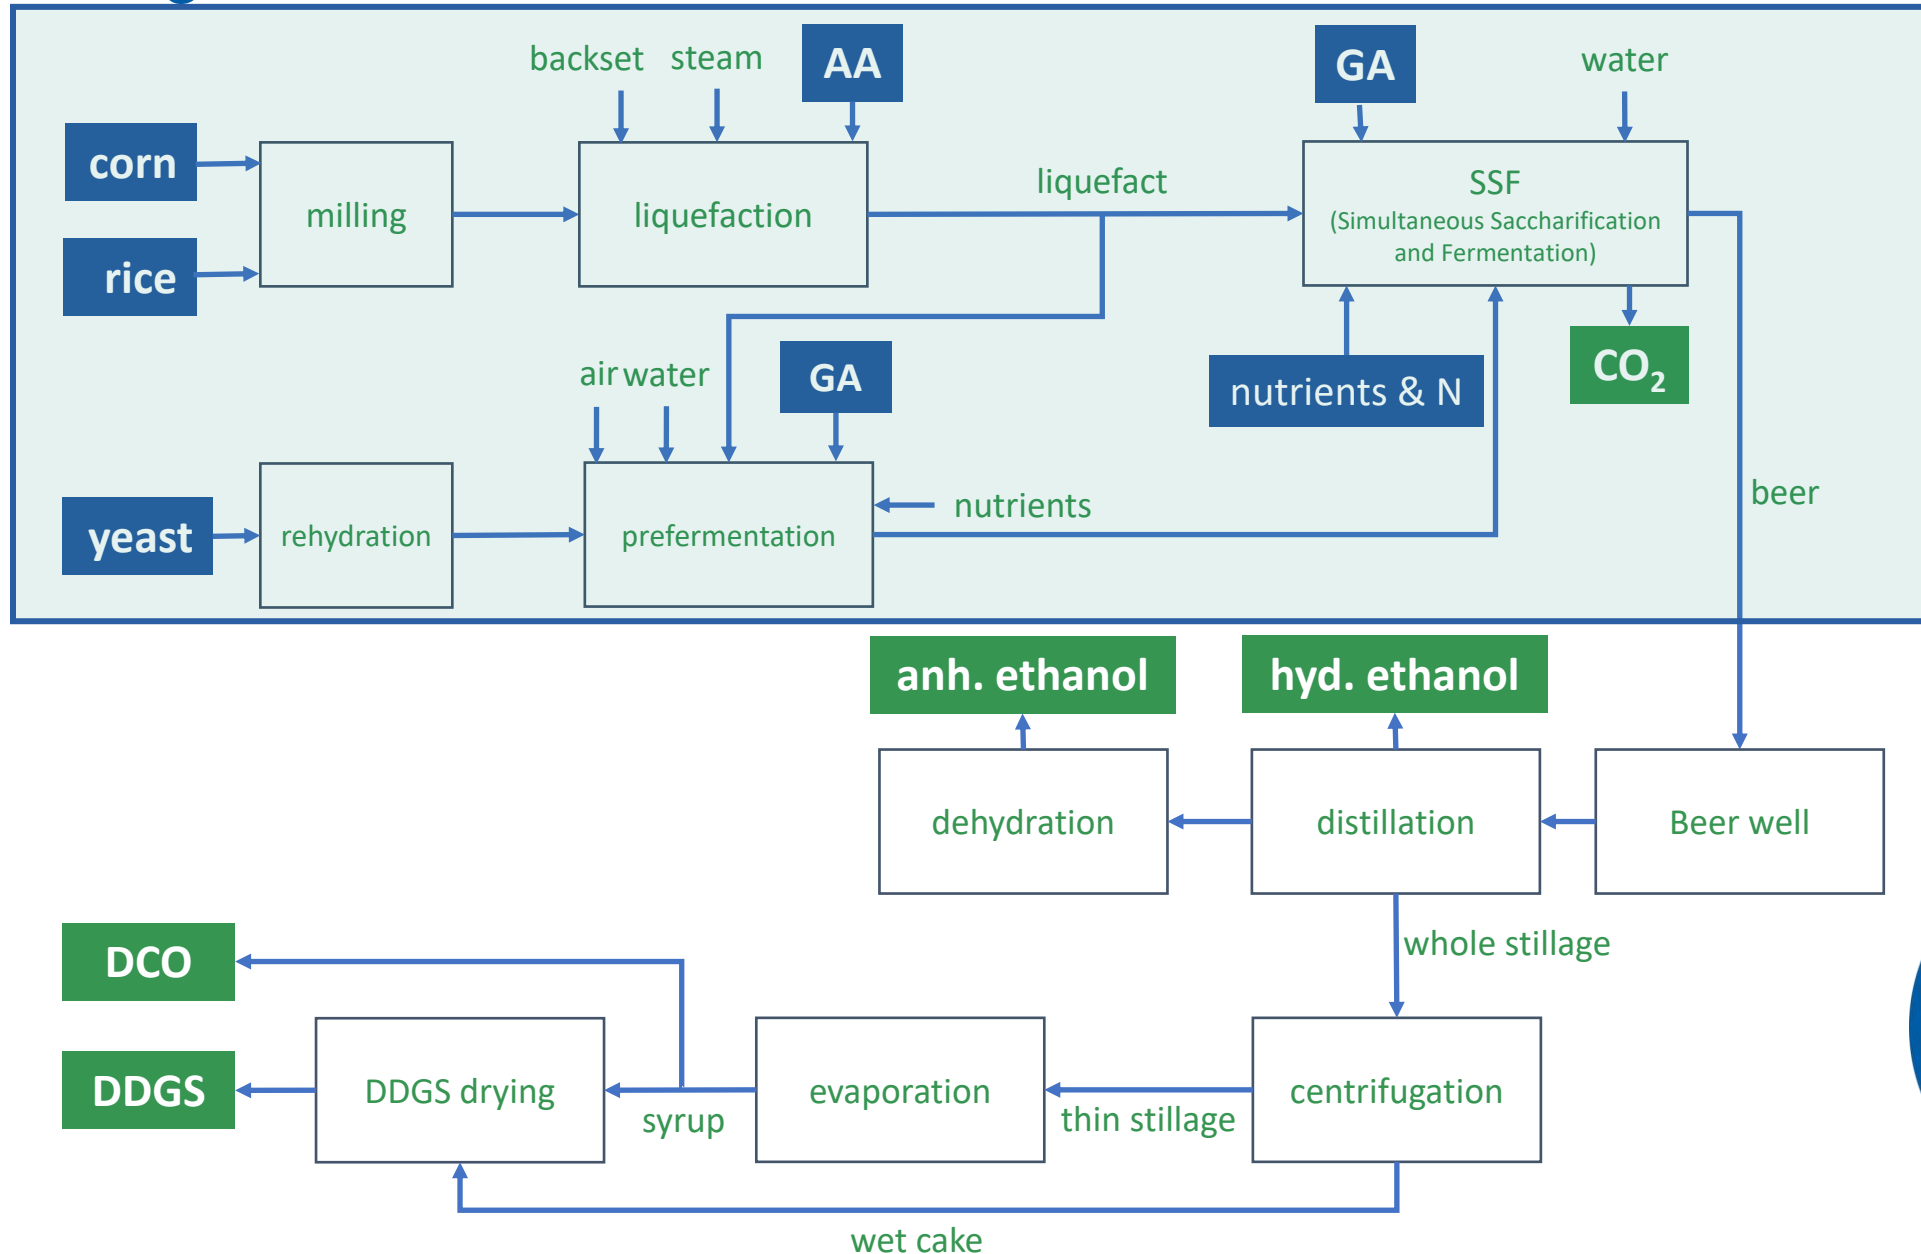 backset
steam
AA
GA
water
corn
milling
liquefaction
liquefact
SSF
(Simultaneous Saccharification
and Fermentation)
rice
air
water
GA
nutrients & N
CO₂
yeast
rehydration
prefermentation
nutrients
beer
anh. ethanol
hyd. ethanol
dehydration
distillation
Beer well
whole stillage
DCO
DDGS
DDGS drying
syrup
evaporation
thin stillage
centrifugation
wet cake